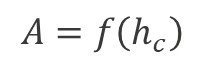 A = f(h_c)